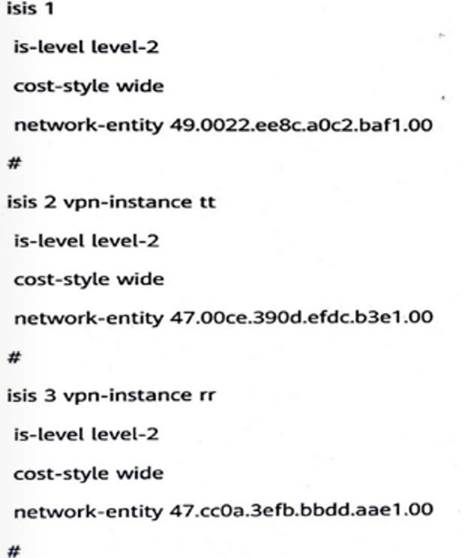 isis 1
is-level level-2
cost-style wide
network-entity 49.0022.ee8c.a0c2.baf1.00
#
isis 2 vpn-instance tt
is-level level-2
cost-style wide
network-entity 47.00ce.390d.efdc.b3e1.00
#
isis 3 vpn-instance rr
is-level level-2
cost-style wide
network-entity 47.cc0a.3efb.bbdd.aae1.00
#